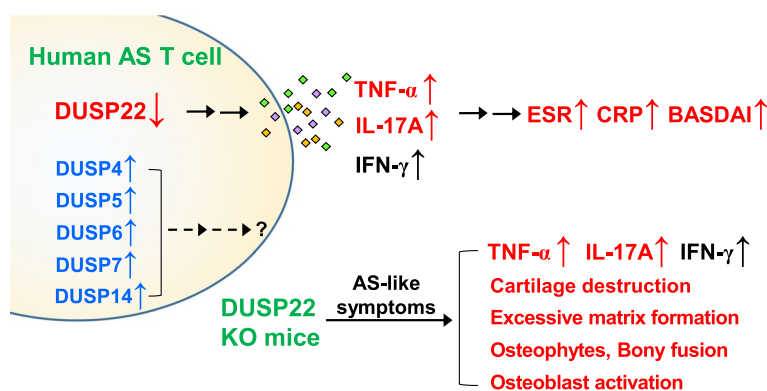 Human AS T cell
DUSP22↓
TNF-α↑
IL-17A↑
IFN-γ↑
ESR↑ CRP↑ BASDAI↑
DUSP4↑
DUSP5↑
DUSP6↑
DUSP7↑
DUSP14↑
?
DUSP22
KO mice
AS-like
symptoms
TNF-α↑ IL-17A↑ IFN-γ↑
Cartilage destruction
Excessive matrix formation
Osteophytes, Bony fusion
Osteoblast activation